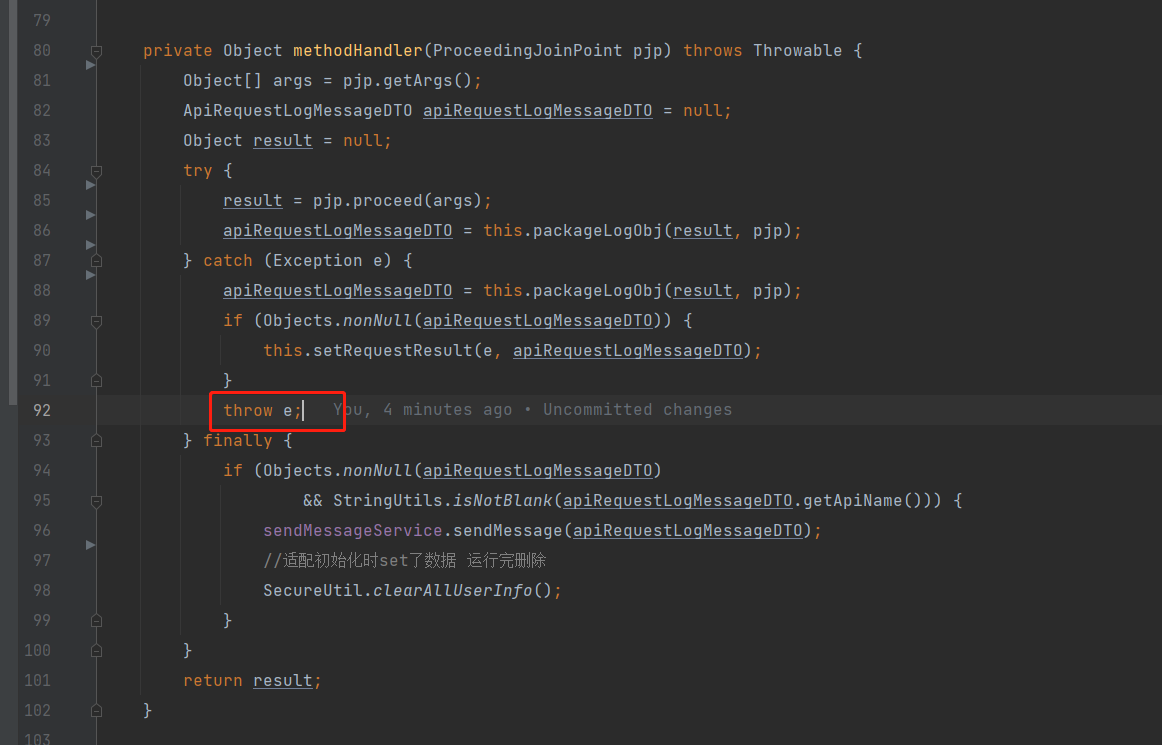 79
80 private Object methodHandler(ProceedingJoinPoint pjp) throws Throwable {
81 Object[] args = pjp.getArgs();
82 ApiRequestLogMessageDTO apiRequestLogMessageDTO = null;
83 Object result = null;
84 try {
85 result = pjp.proceed(args);
86 apiRequestLogMessageDTO = this.packageLogObj(result, pjp);
87 } catch (Exception e) {
88 apiRequestLogMessageDTO = this.packageLogObj(result, pjp);
89 if (Objects.nonNull(apiRequestLogMessageDTO)) {
90 this.setRequestResult(e, apiRequestLogMessageDTO);
91 }
92 throw e; You, 4 minutes ago • Uncommitted changes
93 } finally {
94 if (Objects.nonNull(apiRequestLogMessageDTO)
95 && StringUtils.isNotBlank(apiRequestLogMessageDTO.getApiName())) {
96 sendMessageService.sendMessage(apiRequestLogMessageDTO);
97 //适配初始化时set了数据 运行完删除
98 SecureUtil.clearAllUserInfo();
99 }
100 }
101 return result;
102 }
103